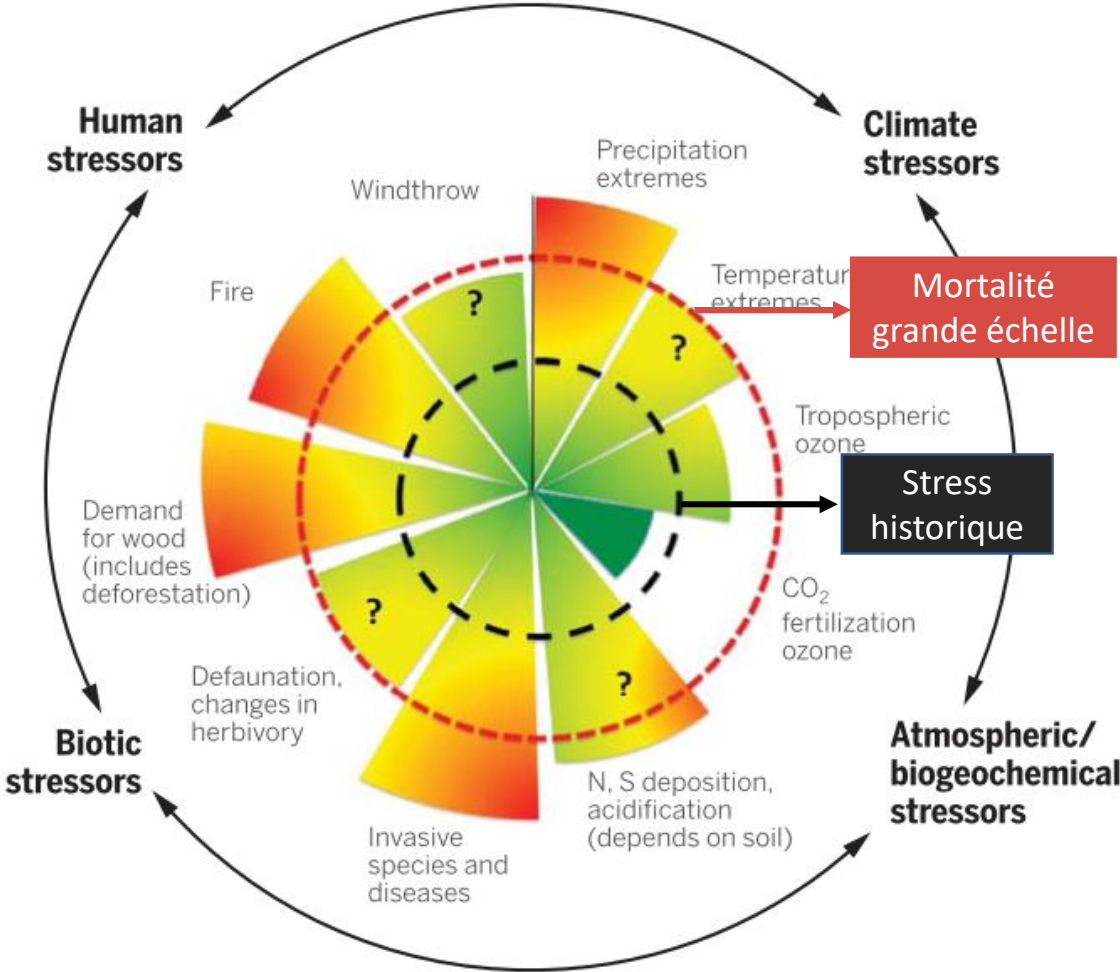 Human
stressors
Climate
stressors
Windthrow
Precipitation
extremes
Fire
Temperatur
extremes
Mortalité
grande échelle
?
?
Tropospheric
ozone
Stress
historique
Demand
for wood
(includes
deforestation)
?
CO₂
fertilization
ozone
Defaunation,
changes in
herbivory
?
Biotic
stressors
Atmospheric/
biogeochemical
stressors
N, S deposition,
acidification
(depends on soil)
Invasive
species and
diseases